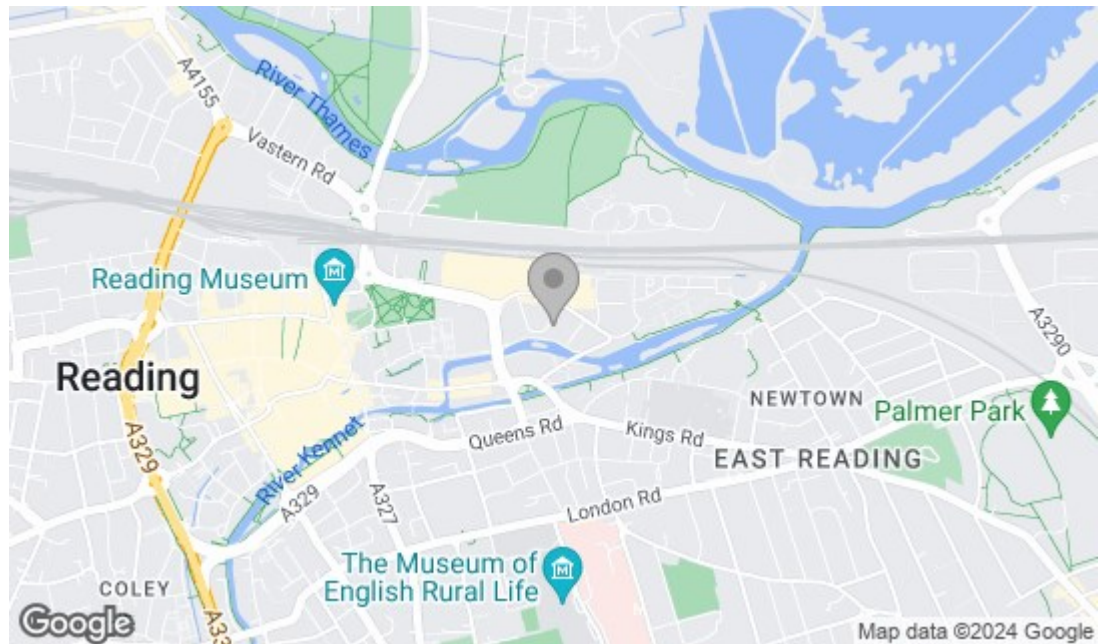 A4155
River Thames
Vastern Rd
Reading Museum
Reading
A3290
NEWTOWN
Palmer Park
Queens Rd
Kings Rd
EAST READING
River Kennet
A329
A329
A327
London Rd
The Museum of
English Rural Life
COLEY
Google
Map data ©2024 Google